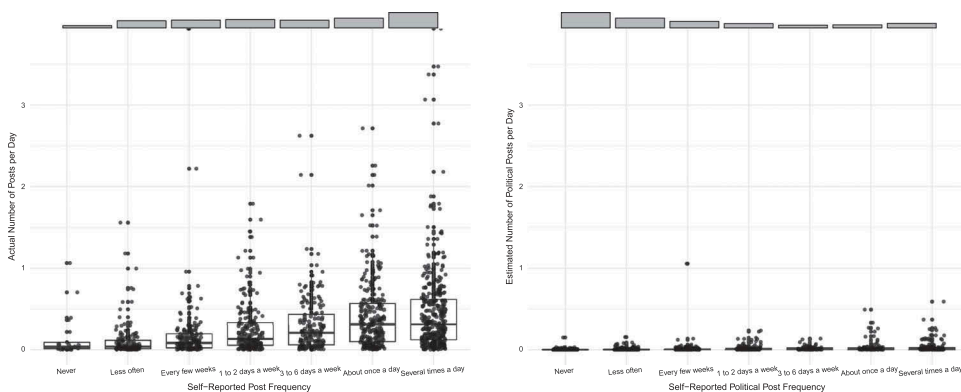 Actual Number of Posts per Day
3
2
1
0
Never
Less often
Every few weeks
1 to 2 days a week
3 to 6 days a week
About once a day
Several times a day
Self−Reported Post Frequency
Estimated Number of Political Posts per Day
3
2
1
0
Never
Less often
Every few weeks
1 to 2 days a week
3 to 6 days a week
About once a day
Several times a day
Self−Reported Political Post Frequency